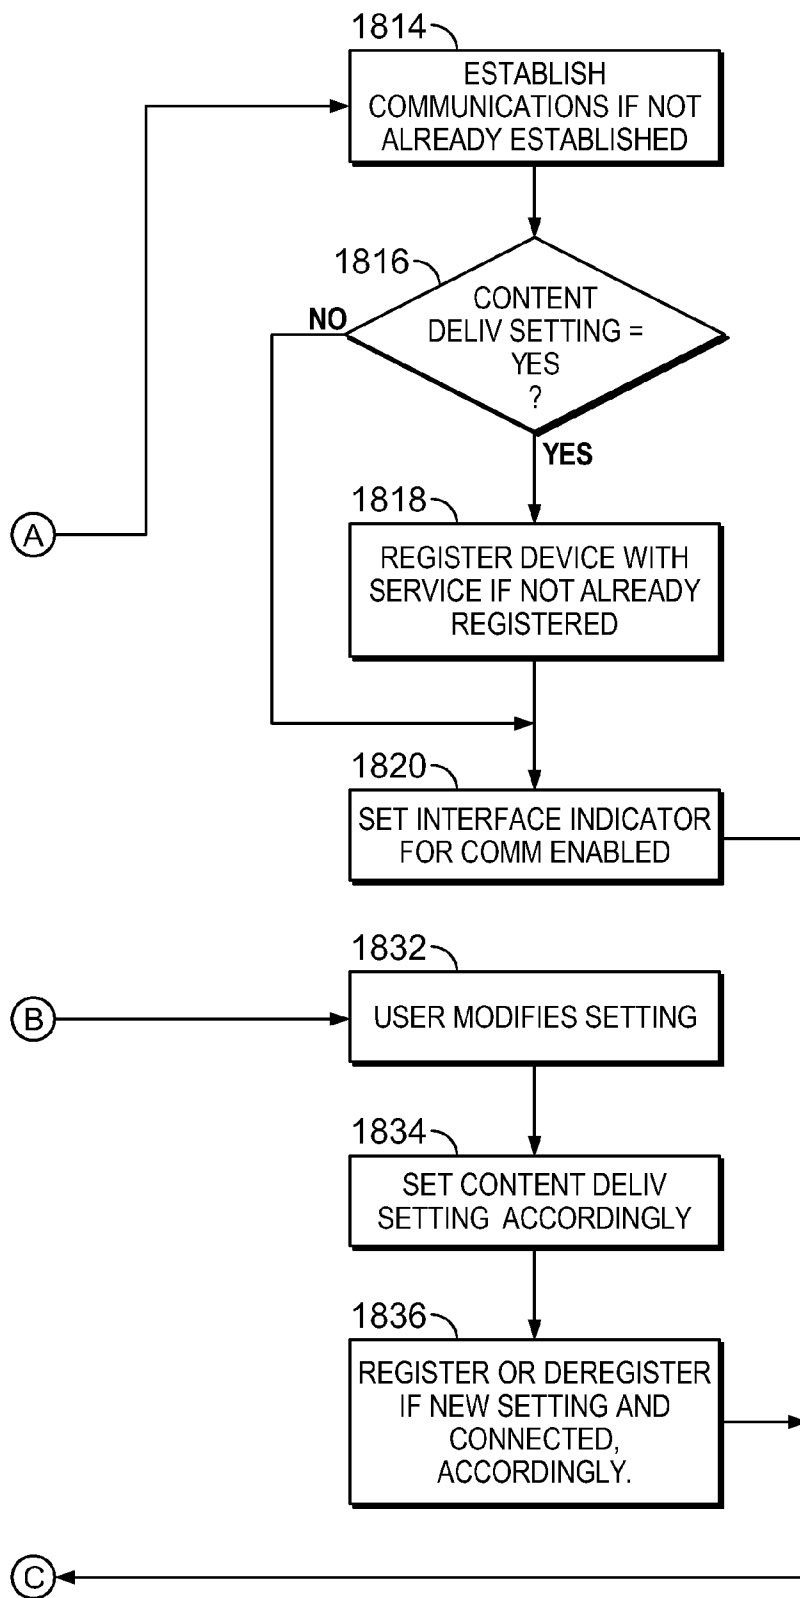 1814
ESTABLISH
COMMUNICATIONS IF NOT
ALREADY ESTABLISHED
1816
CONTENT
DELIV SETTING =
YES
?
NO
YES
A
1818
REGISTER DEVICE WITH
SERVICE IF NOT ALREADY
REGISTERED
1820
SET INTERFACE INDICATOR
FOR COMM ENABLED
1832
B
USER MODIFIES SETTING
1834
SET CONTENT DELIV
SETTING ACCORDINGLY
1836
REGISTER OR DEREGISTER
IF NEW SETTING AND
CONNECTED,
ACCORDINGLY.
C